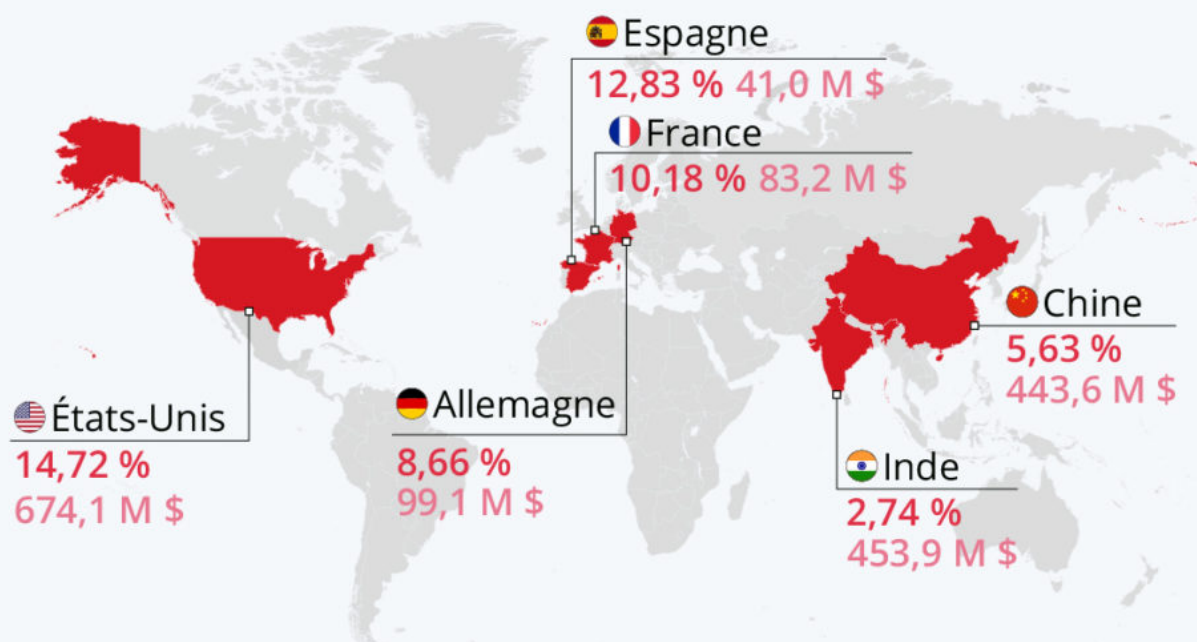 Espagne
12,83 % 41,0 M $
France
10,18 % 83,2 M $
Chine
5,63 %
443,6 M $
États-Unis
14,72 %
674,1 M $
Allemagne
8,66 %
99,1 M $
Inde
2,74 %
453,9 M $